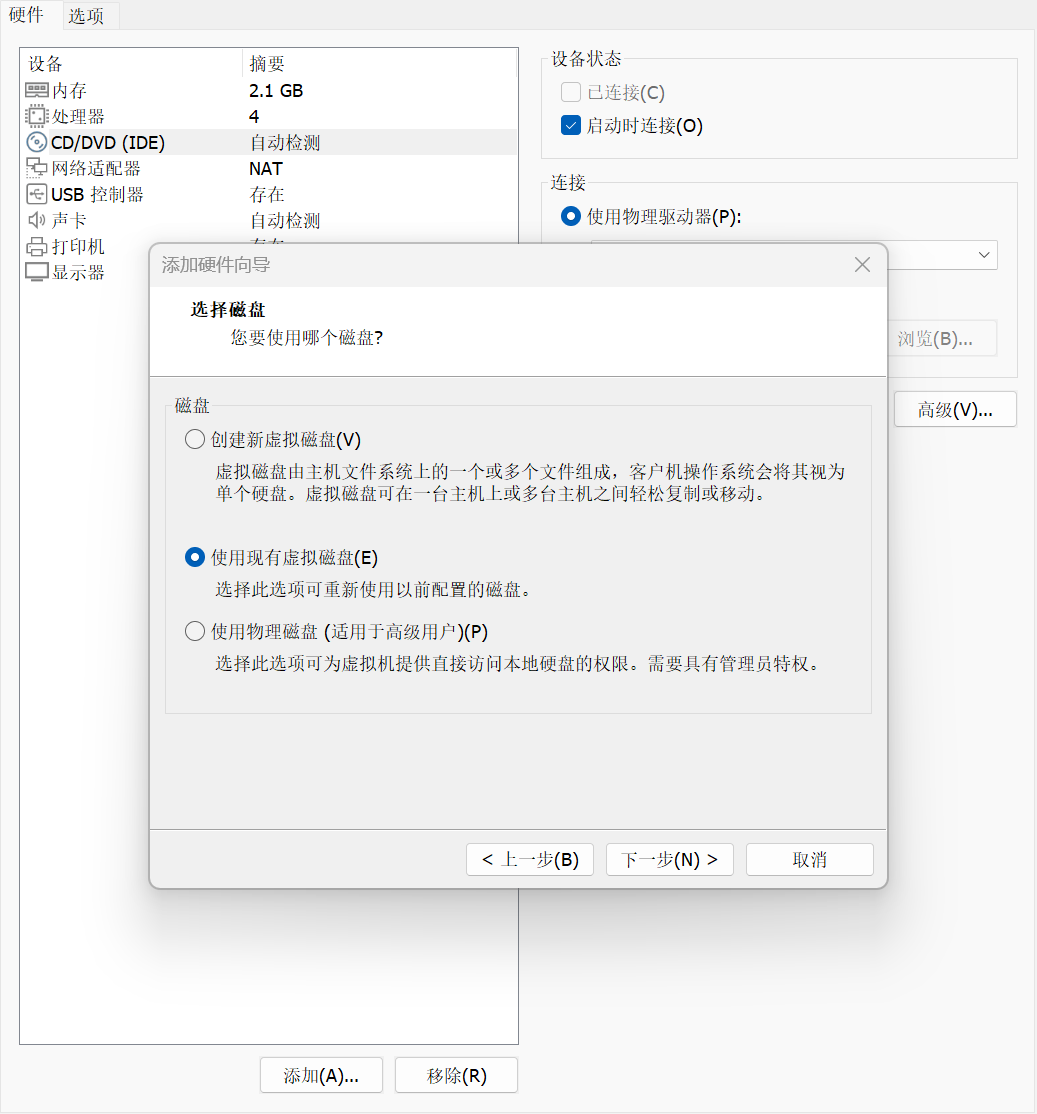 硬件 选项
设备 摘要
内存 2.1 GB
处理器 4
CD/DVD (IDE) 自动检测
网络适配器 NAT
USB 控制器 存在
声卡 自动检测
打印机
显示器
设备状态
已连接(C)
启动时连接(O)
连接
使用物理驱动器(P):
浏览(B)...
高级(V)...
添加硬件向导
选择磁盘
您要使用哪个磁盘?
磁盘
创建新虚拟磁盘(V)
虚拟磁盘由主机文件系统上的一个或多个文件组成，客户机操作系统会将其视为
单个硬盘。虚拟磁盘可在一台主机上或多台主机之间轻松复制或移动。
使用现有虚拟磁盘(E)
选择此选项可重新使用以前配置的磁盘。
使用物理磁盘 (适用于高级用户)(P)
选择此选项可为虚拟机提供直接访问本地硬盘的权限。需要具有管理员特权。
< 上一步(B) 下一步(N) > 取消
添加(A)... 移除(R)